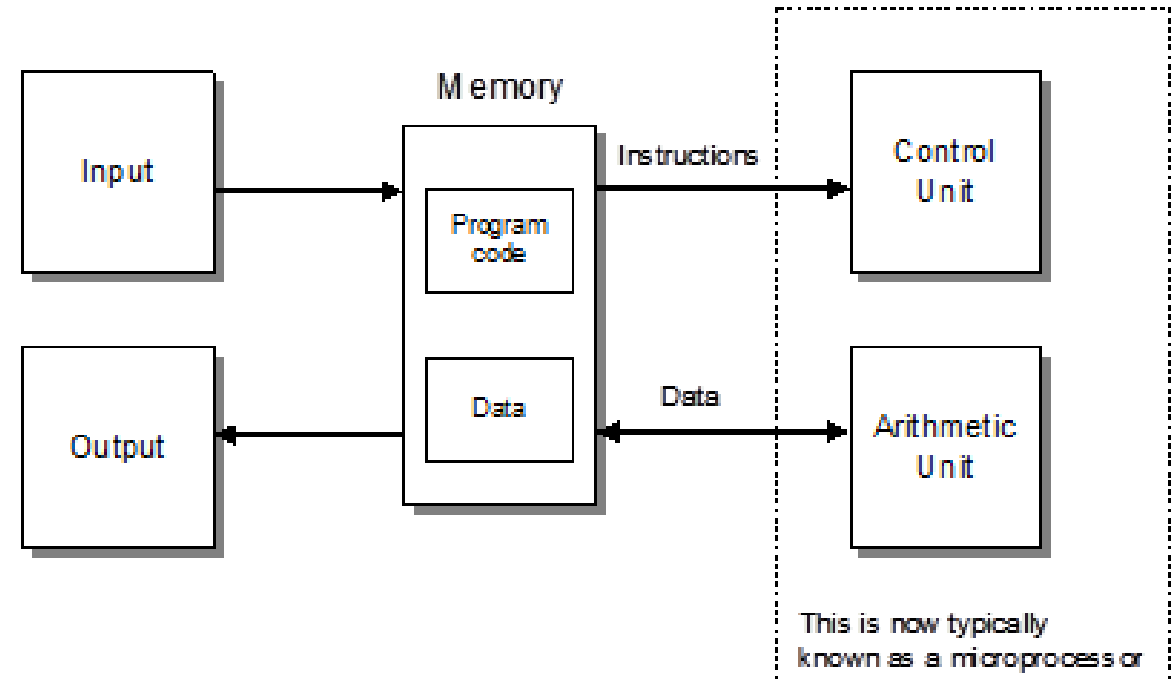 Memory
Input
Instructions
Control
Unit
Program
code
Data
Data
Output
Arithmetic
Unit
This is now typically
known as a microprocessor